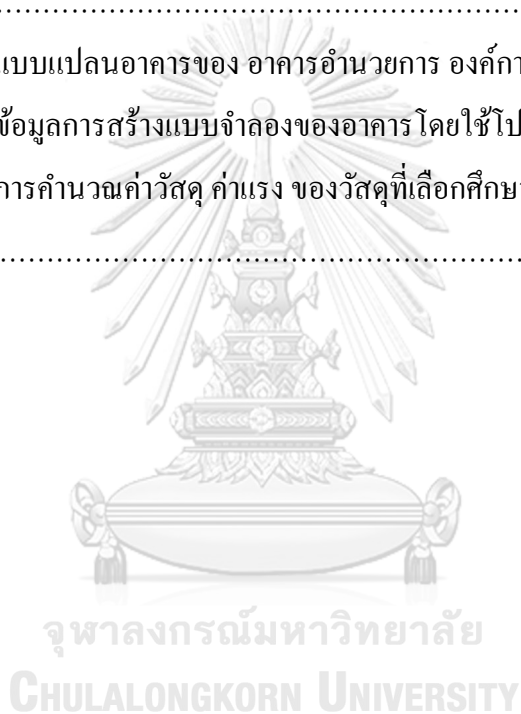 ........................................................................
แบบแปลนอาคารของ อาคารอำนวยการ องค์กา
ข้อมูลการสร้างแบบจำลองของอาคารโดยใช้โป
การคำนวณค่าวัสดุ ค่าแรง ของวัสดุที่เลือกศึกษา
........................................................................
จุฬาลงกรณ์มหาวิทยาลัย
CHULALONGKORN UNIVERSITY